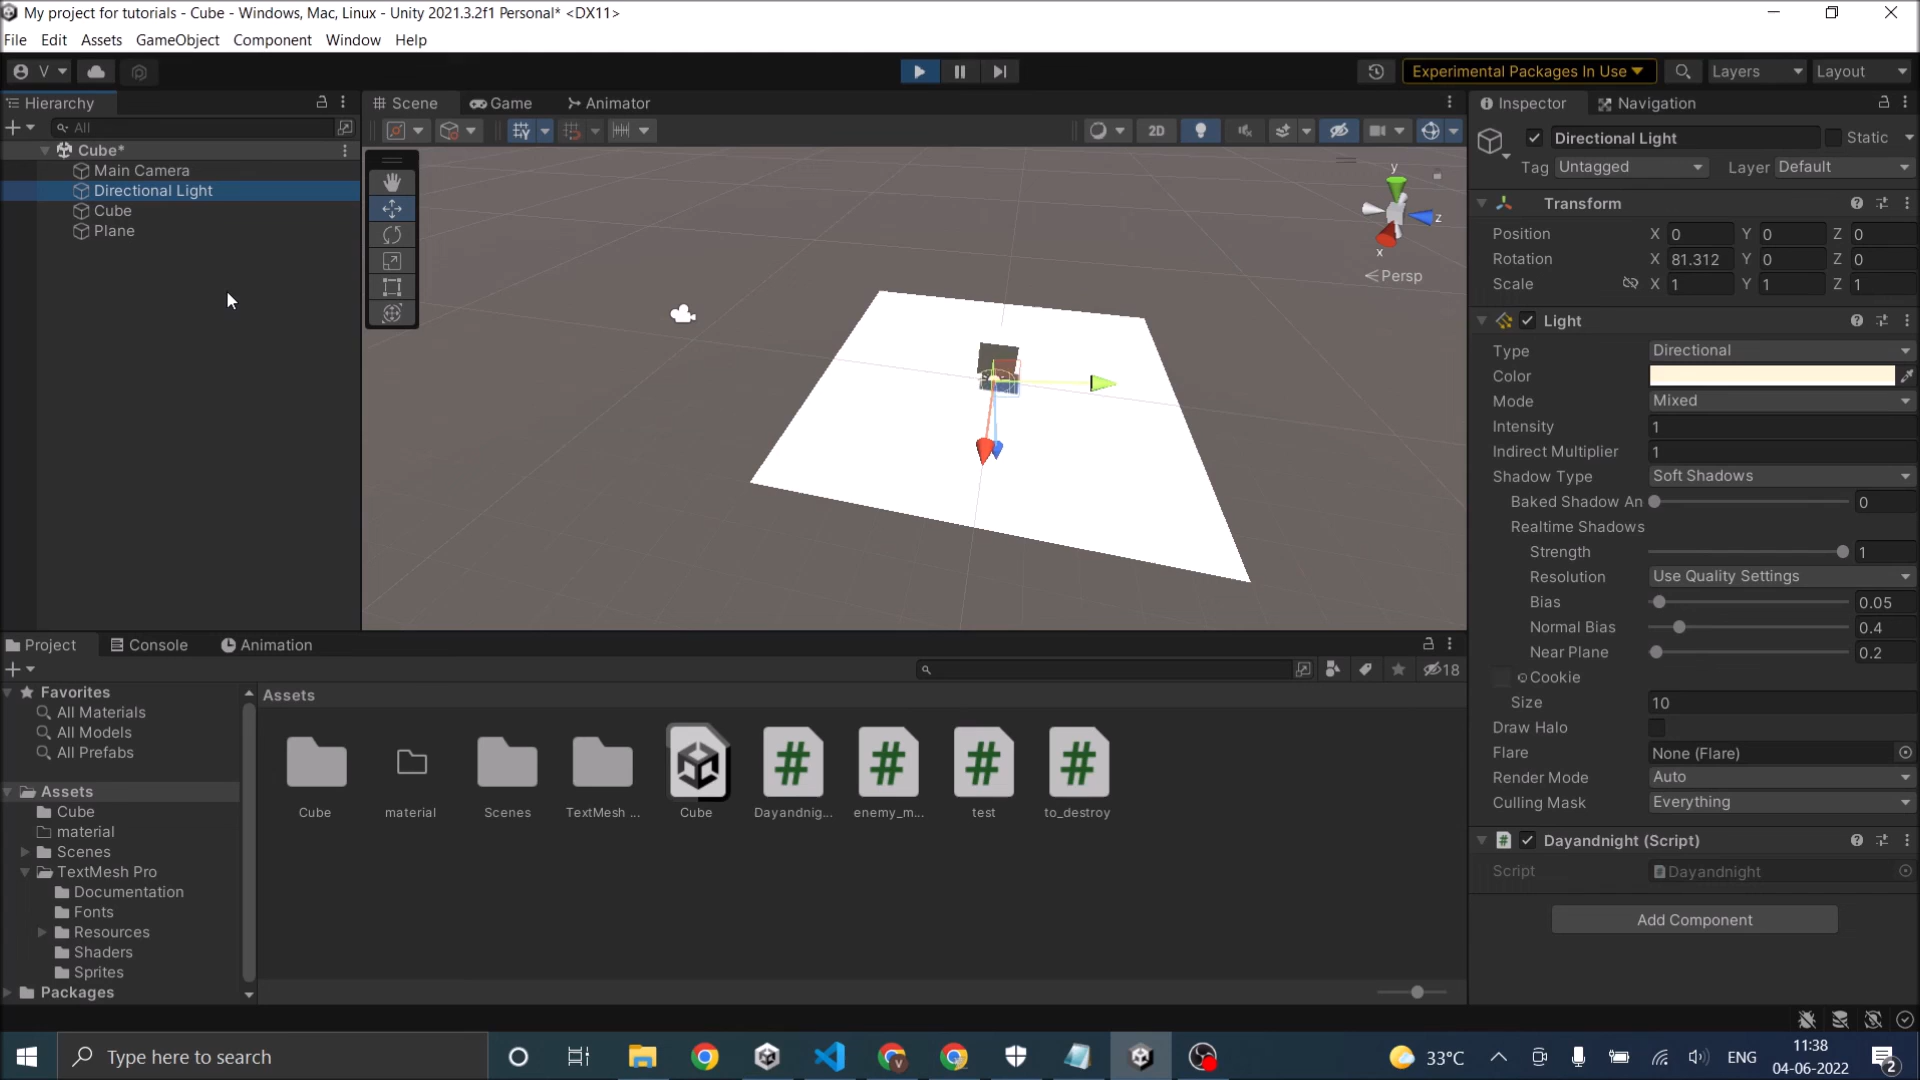 My project for tutorials - Cube - Windows, Mac, Linux - Unity 2021.3.2f1 Personal* <DX11>
File Edit Assets GameObject Component Window Help
V Experimental Packages In Use Layers Layout
Hierarchy
All
Cube*
Main Camera
Directional Light
Cube
Plane
Scene Game Animator
2D
y
z
x
Persp
Inspector Navigation
Directional Light Static
Tag Untagged Layer Default
Transform
Position X 0 Y 0 Z 0
Rotation X 81.312 Y 0 Z 0
Scale X 1 Y 1 Z 1
Light
Type Directional
Color
Mode Mixed
Intensity 1
Indirect Multiplier 1
Shadow Type Soft Shadows
Baked Shadow An 0
Realtime Shadows
Strength 1
Resolution Use Quality Settings
Bias 0.05
Normal Bias 0.4
Near Plane 0.2
Cookie
Size 10
Draw Halo
Flare None (Flare)
Render Mode Auto
Culling Mask Everything
Dayandnight (Script)
Script Dayandnight
Add Component
Project Console Animation
18
Favorites
All Materials
All Models
All Prefabs
Assets
Cube
material
Scenes
TextMesh Pro
Documentation
Fonts
Resources
Shaders
Sprites
Packages
Assets
Cube material Scenes TextMesh ... Cube Dayandnig... enemy_m... test to_destroy
Type here to search
33°C ENG
11:38
04-06-2022
2